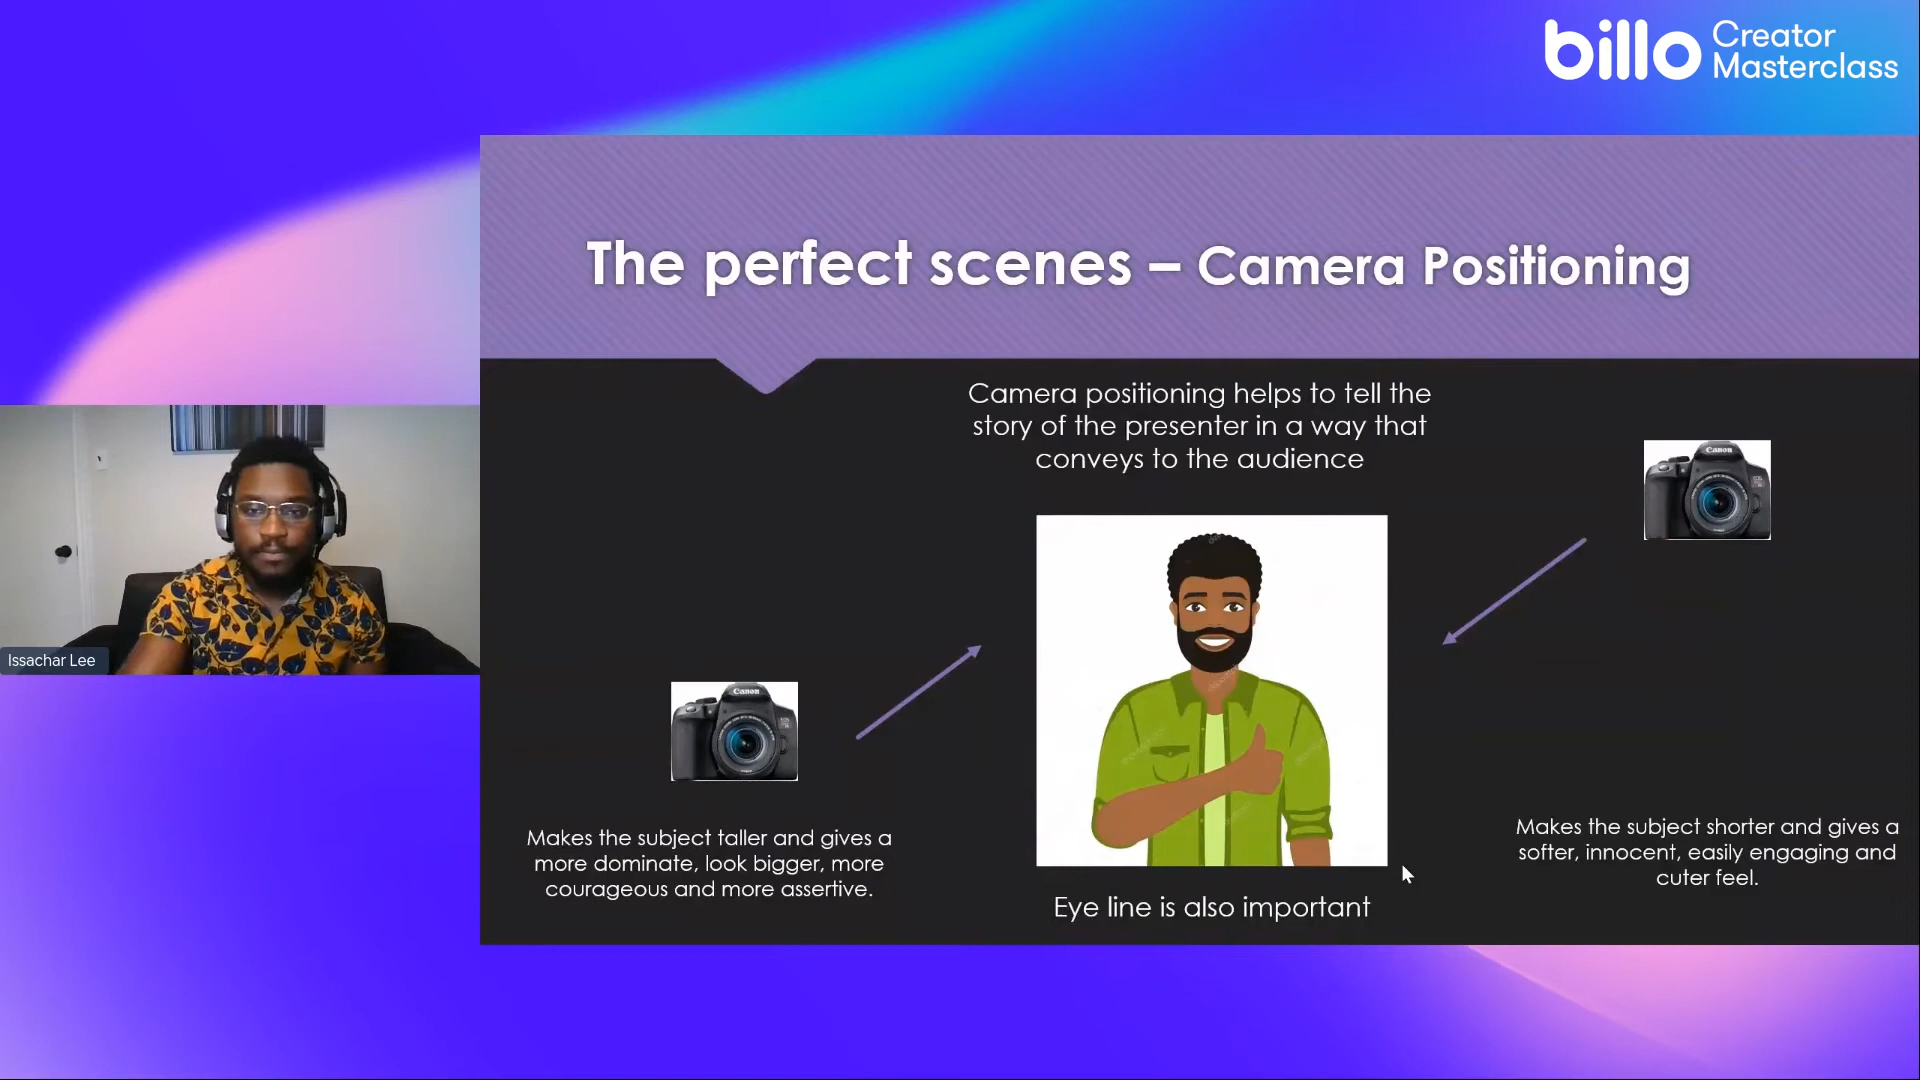 billo Creator
Masterclass
The perfect scenes – Camera Positioning
Camera positioning helps to tell the
story of the presenter in a way that
conveys to the audience
Canon
Canon
Issachar Lee
Makes the subject taller and gives a
more dominate, look bigger, more
courageous and more assertive.
Makes the subject shorter and gives a
softer, innocent, easily engaging and
cuter feel.
Eye line is also important